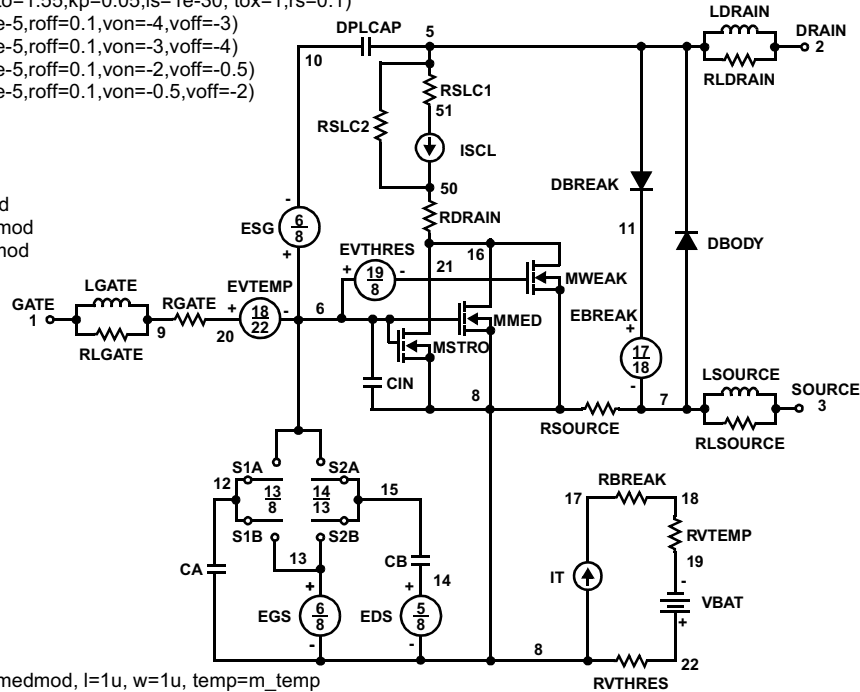 to=1.55,kp=0.05,is=1e-30, tox=1,rs=0.1)
e-5,roff=0.1,von=-4,voff=-3)
e-5,roff=0.1,von=-3,voff=-4)
e-5,roff=0.1,von=-2,voff=-0.5)
e-5,roff=0.1,von=-0.5,voff=-2)
d
mod
mod
DPLCAP
5
10
LDRAIN
DRAIN
2
RLDRAIN
RSLC1
51
RSLC2
ISCL
50
RDRAIN
DBREAK
11
DBODY
-
ESG
6
8
+
EVTHRES
+
19
8
-
21
16
MWEAK
LGATE
GATE
1
RLGATE
9
RGATE
20
EVTEMP
+
18
22
-
6
MMED
MSTRO
EBREAK
+
17
18
-
CIN
8
RSOURCE
7
LSOURCE
SOURCE
3
RLSOURCE
S1A
S2A
12
13
8
14
13
15
S1B
S2B
13
CA
CB
14
+
EGS
6
8
-
+
EDS
5
8
-
RBREAK
17
18
RVTEMP
19
IT
-
VBAT
+
8
22
RVTHRES
medmod, l=1u, w=1u, temp=m_temp